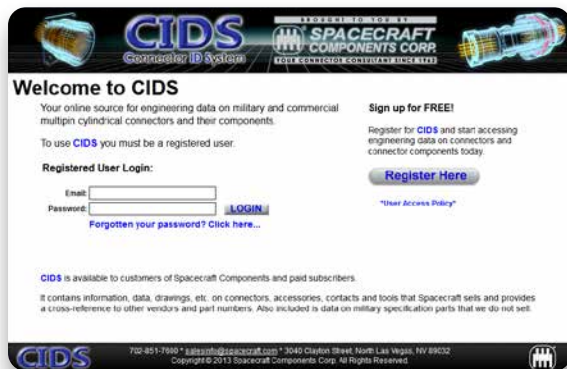 CIDS
Connector ID System
BROUGHT TO YOU BY
SPACECRAFT
COMPONENTS CORP.
YOUR CONNECTOR CONSULTANT SINCE 1962
Welcome to CIDS
Your online source for engineering data on military and commercial
multipin cylindrical connectors and their components.
To use CIDS you must be a registered user.
Registered User Login:
Email:
Password:
LOGIN
Forgotten your password? Click here...
Sign up for FREE!
Register for CIDS and start accessing
engineering data on connectors and
connector components today.
Register Here
*User Access Policy*
CIDS is available to customers of Spacecraft Components and paid subscribers.
It contains information, data, drawings, etc. on connectors, accessories, contacts and tools that Spacecraft sells and provides
a cross-reference to other vendors and part numbers. Also included is data on military specification parts that we do not sell.
CIDS
702-851-7600 * salesinfo@spacecraft.com * 3040 Clayton Street, North Las Vegas, NV 89032
Copyright © 2013 Spacecraft Components Corp. All Rights Reserved.